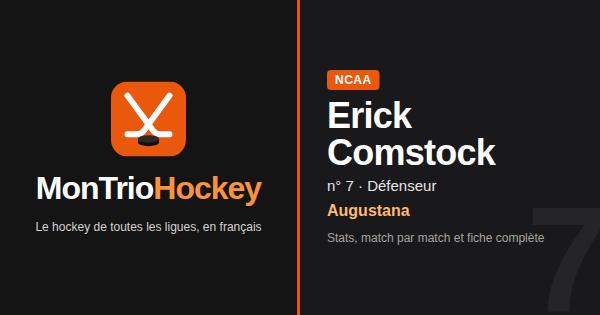 MonTrioHockey
Le hockey de toutes les ligues, en français
NCAA
Erick
Comstock
n° 7 · Défenseur
Augustana
Stats, match par match et fiche complète
7